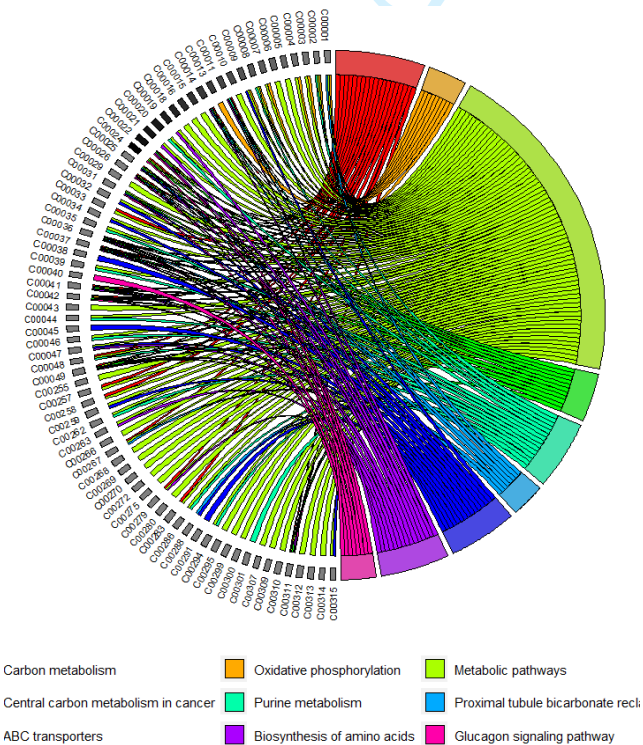 C00001
C00002
C00003
C00004
C00005
C00006
C00007
C00008
C00009
C00010
C00011
C00013
C00014
C00015
C00016
C00018
C00019
C00020
C00021
C00022
C00024
C00025
C00026
C00029
C00031
C00032
C00033
C00034
C00035
C00036
C00037
C00038
C00039
C00040
C00041
C00042
C00043
C00044
C00045
C00046
C00047
C00048
C00049
C00255
C00257
C00258
C00259
C00262
C00263
C00266
C00267
C00268
C00269
C00270
C00272
C00275
C00279
C00280
C00283
C00286
C00288
C00291
C00294
C00295
C00299
C00300
C00301
C00307
C00309
C00310
C00311
C00312
C00313
C00314
C00315
Carbon metabolism Oxidative phosphorylation Metabolic pathways
Central carbon metabolism in cancer Purine metabolism Proximal tubule bicarbonate recla
ABC transporters Biosynthesis of amino acids Glucagon signaling pathway